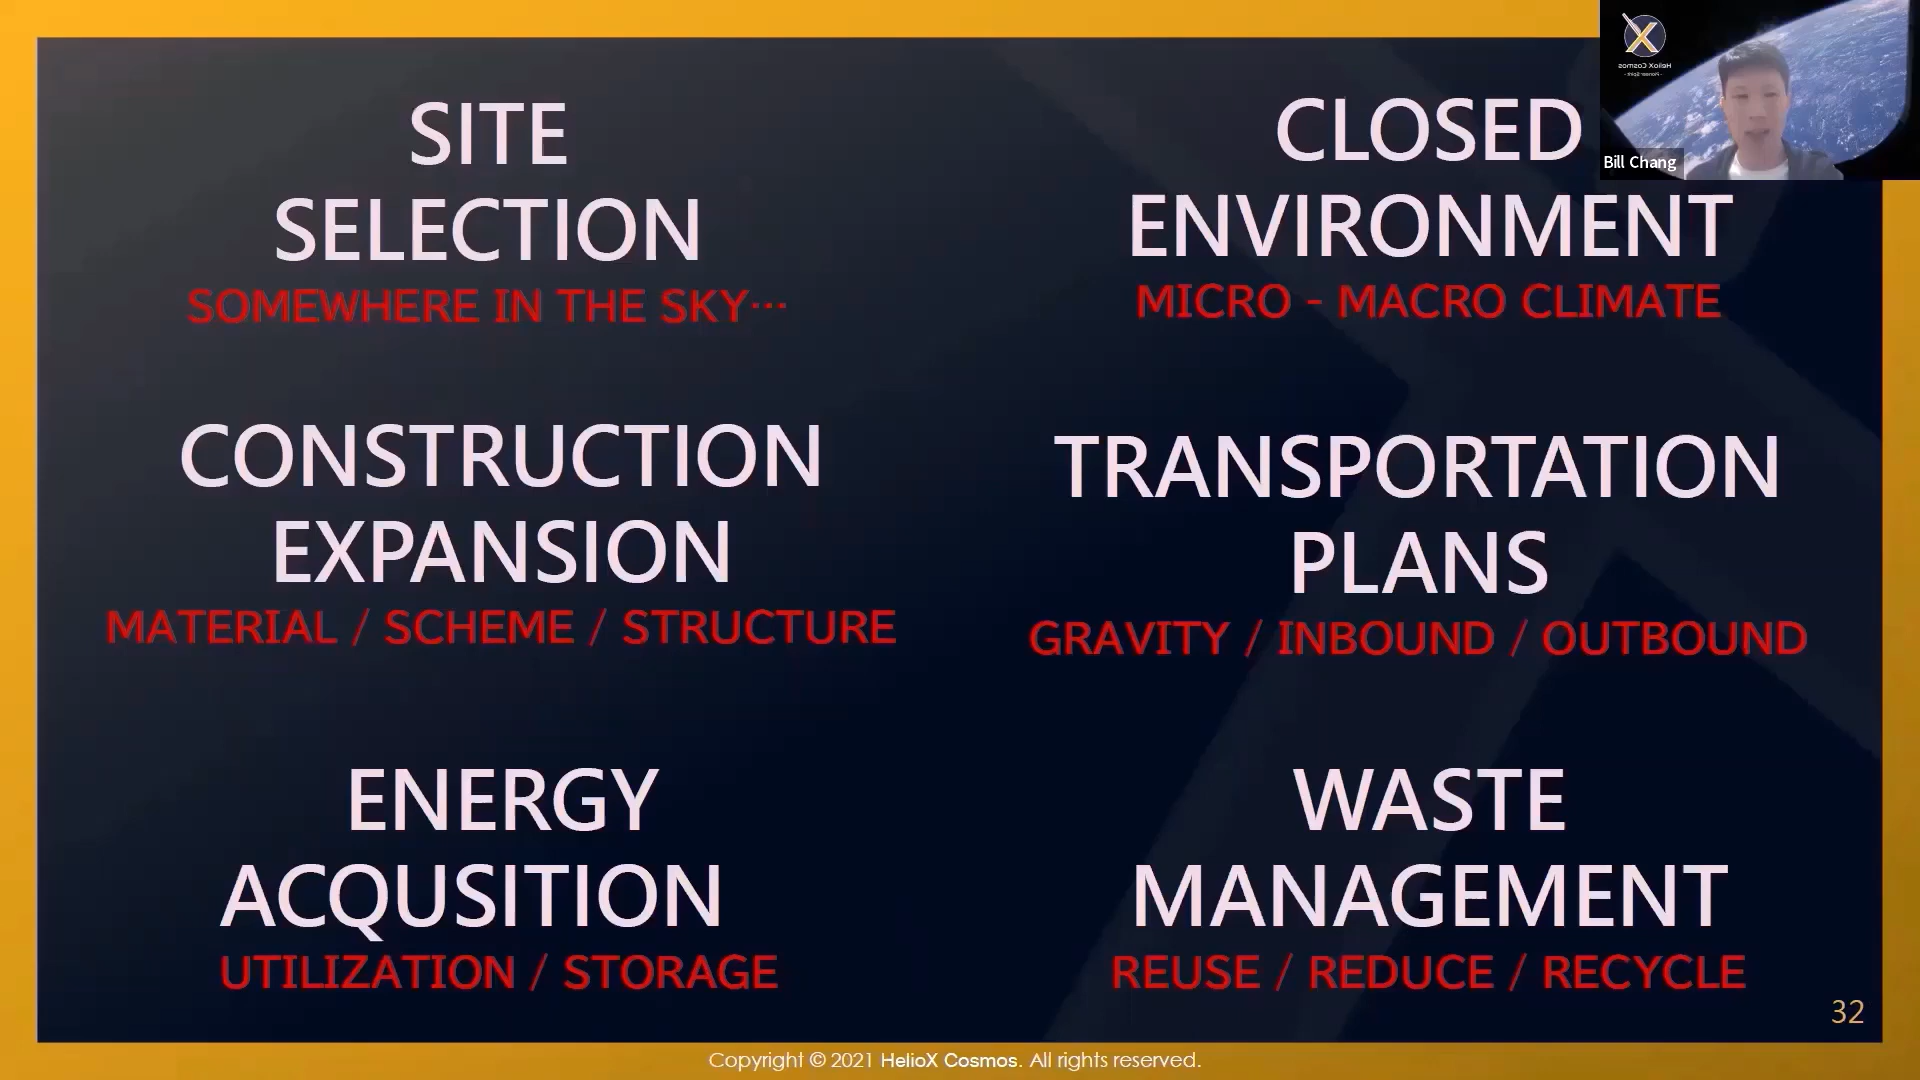 SITE
SELECTION
SOMEWHERE IN THE SKY…
CLOSED
ENVIRONMENT
MICRO - MACRO CLIMATE
CONSTRUCTION
EXPANSION
MATERIAL / SCHEME / STRUCTURE
TRANSPORTATION
PLANS
GRAVITY / INBOUND / OUTBOUND
ENERGY
ACQUSITION
UTILIZATION / STORAGE
WASTE
MANAGEMENT
REUSE / REDUCE / RECYCLE
HelioX Cosmos
- Pioneer Spirit -
Bill Chang
32
Copyright © 2021 HelioX Cosmos. All rights reserved.